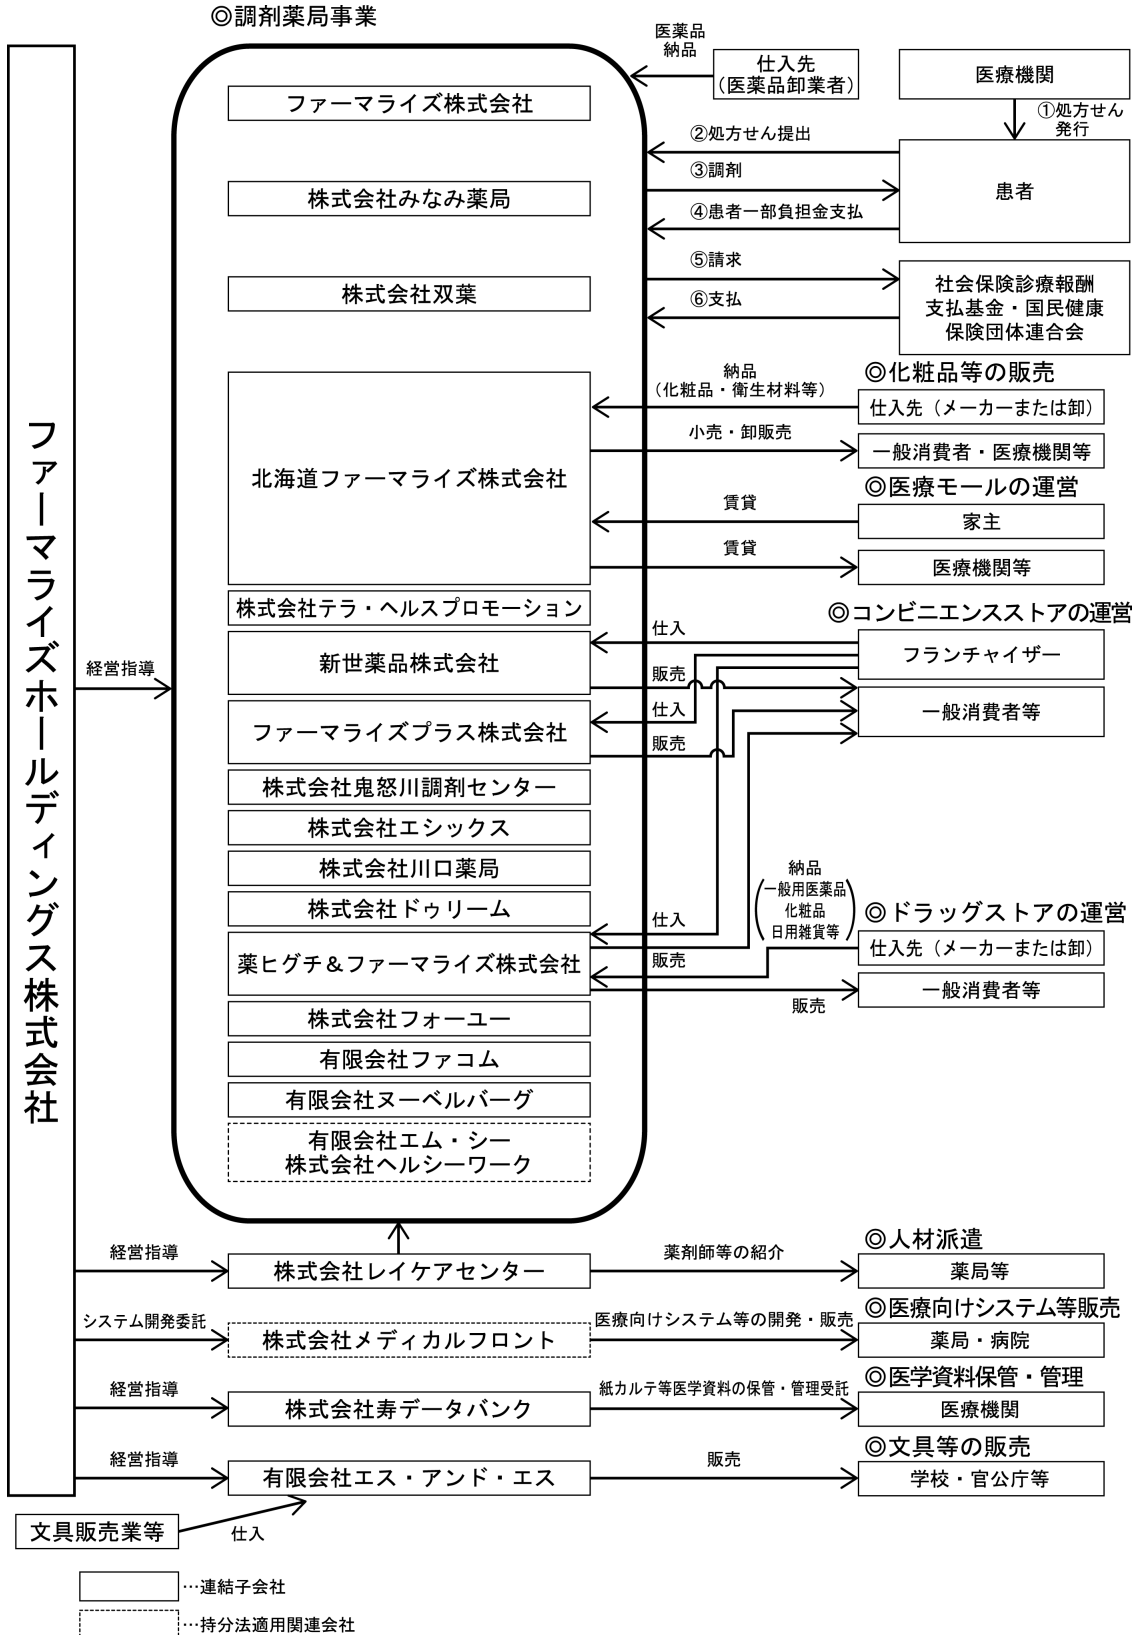 ◎調剤薬局事業
ファーマライズホールディングス株式会社
経営指導
ファーマライズ株式会社
株式会社みなみ薬局
株式会社双葉
北海道ファーマライズ株式会社
株式会社テラ・ヘルスプロモーション
新世薬品株式会社
ファーマライズプラス株式会社
株式会社鬼怒川調剤センター
株式会社エシックス
株式会社川口薬局
株式会社ドゥリーム
薬ヒグチ&ファーマライズ株式会社
株式会社フォーユー
有限会社ファコム
有限会社ヌーベルバーグ
有限会社エム・シー
株式会社ヘルシーワーク
医薬品
納品
仕入先
（医薬品卸業者）
医療機関
①処方せん
発行
②処方せん提出
③調剤
④患者一部負担金支払
患者
⑤請求
⑥支払
社会保険診療報酬
支払基金・国民健康
保険団体連合会
◎化粧品等の販売
納品
（化粧品・衛生材料等）
仕入先（メーカーまたは卸）
小売・卸販売
一般消費者・医療機関等
◎医療モールの運営
賃貸
家主
賃貸
医療機関等
◎コンビニエンスストアの運営
仕入
フランチャイザー
販売
一般消費者等
仕入
販売
納品
（一般用医薬品
化粧品
日用雑貨等）
◎ドラッグストアの運営
仕入
仕入先（メーカーまたは卸）
販売
一般消費者等
販売
◎人材派遣
経営指導
株式会社レイケアセンター
薬剤師等の紹介
薬局等
◎医療向けシステム等販売
システム開発委託
株式会社メディカルフロント
医療向けシステム等の開発・販売
薬局・病院
◎医学資料保管・管理
経営指導
株式会社寿データバンク
紙カルテ等医学資料の保管・管理受託
医療機関
◎文具等の販売
経営指導
有限会社エス・アンド・エス
販売
学校・官公庁等
文具販売業等
仕入
…連結子会社
…持分法適用関連会社